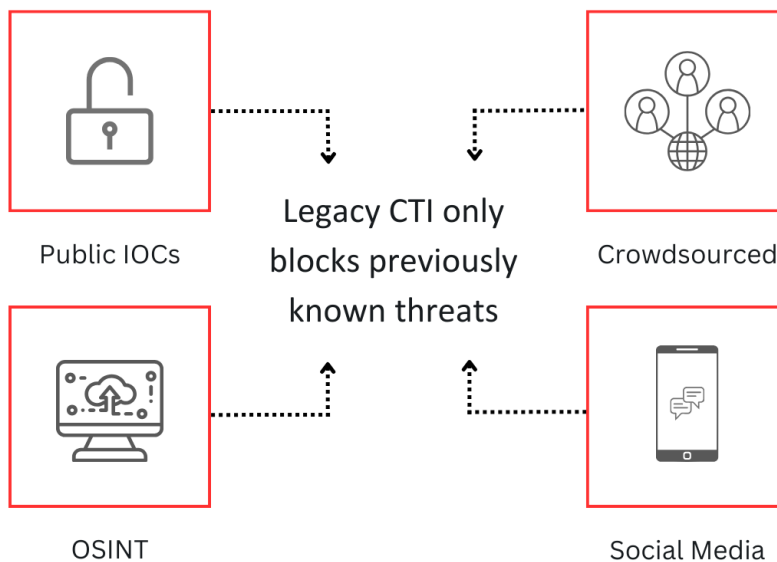 Public IOCs
Crowdsourced
Legacy CTI only
blocks previously
known threats
OSINT
Social Media